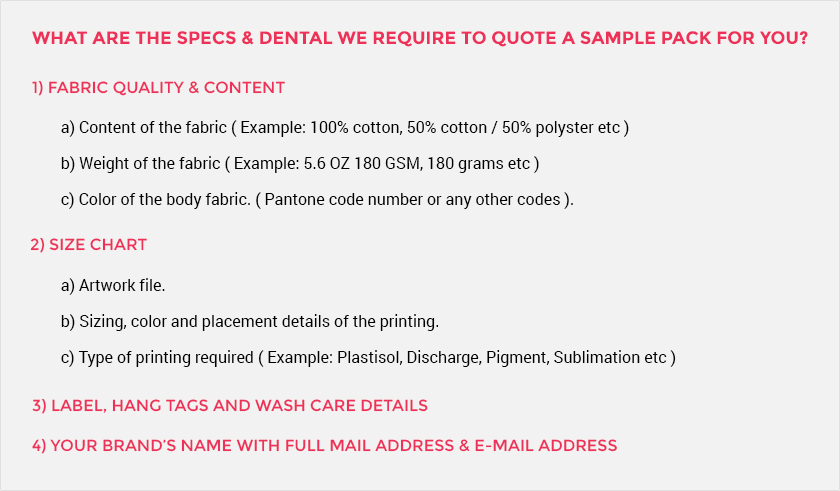 WHAT ARE THE SPECS & DENTAL WE REQUIRE TO QUOTE A SAMPLE PACK FOR YOU?
1) FABRIC QUALITY & CONTENT
a) Content of the fabric ( Example: 100% cotton, 50% cotton / 50% polyster etc )
b) Weight of the fabric ( Example: 5.6 OZ 180 GSM, 180 grams etc )
c) Color of the body fabric. ( Pantone code number or any other codes ).
2) SIZE CHART
a) Artwork file.
b) Sizing, color and placement details of the printing.
c) Type of printing required ( Example: Plastisol, Discharge, Pigment, Sublimation etc )
3) LABEL, HANG TAGS AND WASH CARE DETAILS
4) YOUR BRAND'S NAME WITH FULL MAIL ADDRESS & E-MAIL ADDRESS